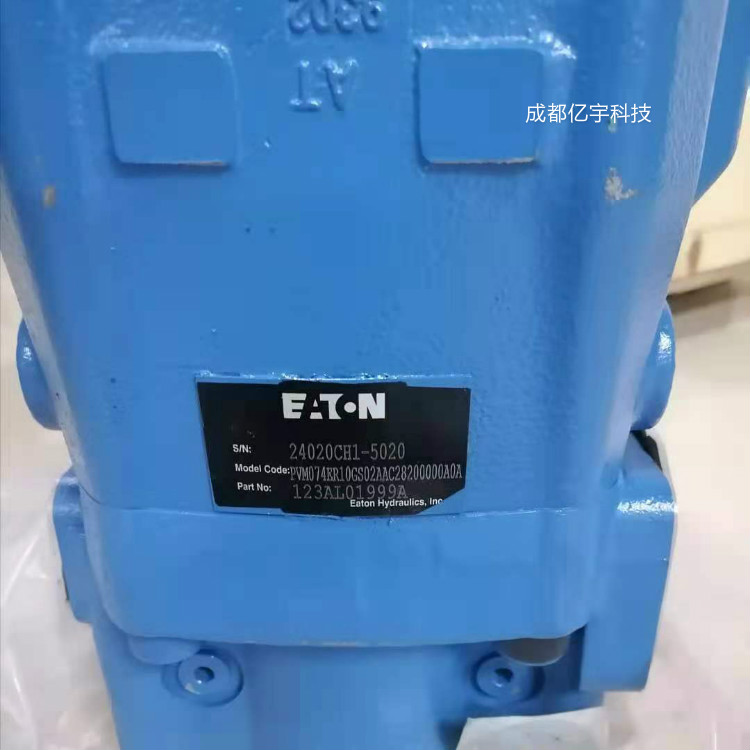 9302
AT
成都亿宇科技
EATON
S/N: 24020CH1-5020
Model Code: PVM074ER10GS02AAC28200000A0A
Part No: 123AL01999A
Eaton Hydraulics, Inc